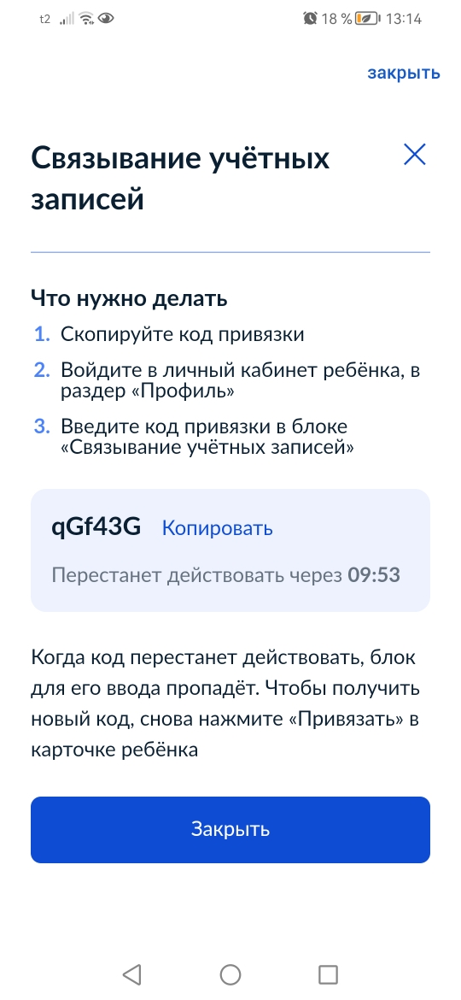 t2 18 % 13:14
закрыть
Связывание учётных
записей
Что нужно делать
1. Скопируйте код привязки
2. Войдите в личный кабинет ребёнка, в
раздер «Профиль»
3. Введите код привязки в блоке
«Связывание учётных записей»
qGf43G Копировать
Перестанет действовать через 09:53
Когда код перестанет действовать, блок
для его ввода пропадёт. Чтобы получить
новый код, снова нажмите «Привязать» в
карточке ребёнка
Закрыть